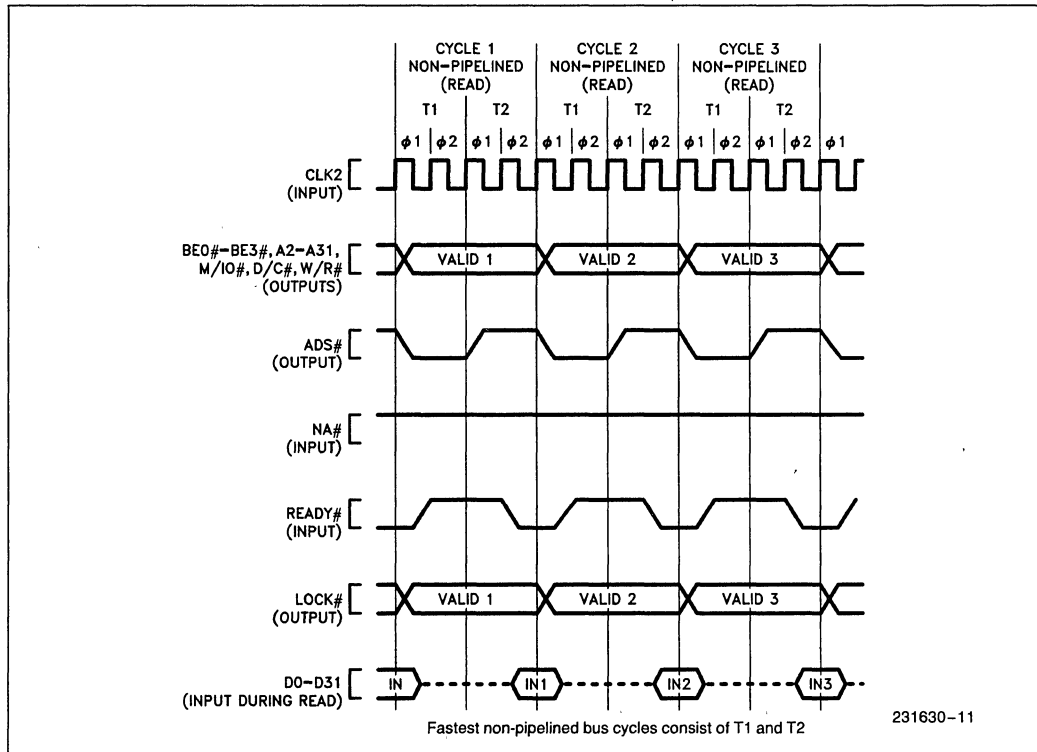 CYCLE 1 CYCLE 2 CYCLE 3
NON-PIPELINED NON-PIPELINED NON-PIPELINED
(READ) (READ) (READ)
T1 T2 T1 T2 T1 T2
φ1 φ2 φ1 φ2 φ1 φ2 φ1 φ2 φ1 φ2 φ1 φ2 φ1
CLK2
(INPUT)
BE0#-BE3#, A2-A31,
M/IO#, D/C#, W/R#
(OUTPUTS)
VALID 1 VALID 2 VALID 3
ADS#
(OUTPUT)
NA#
(INPUT)
READY#
(INPUT)
LOCK#
(OUTPUT)
VALID 1 VALID 2 VALID 3
D0-D31
(INPUT DURING READ)
IN IN1 IN2 IN3
Fastest non-pipelined bus cycles consist of T1 and T2
231630-11